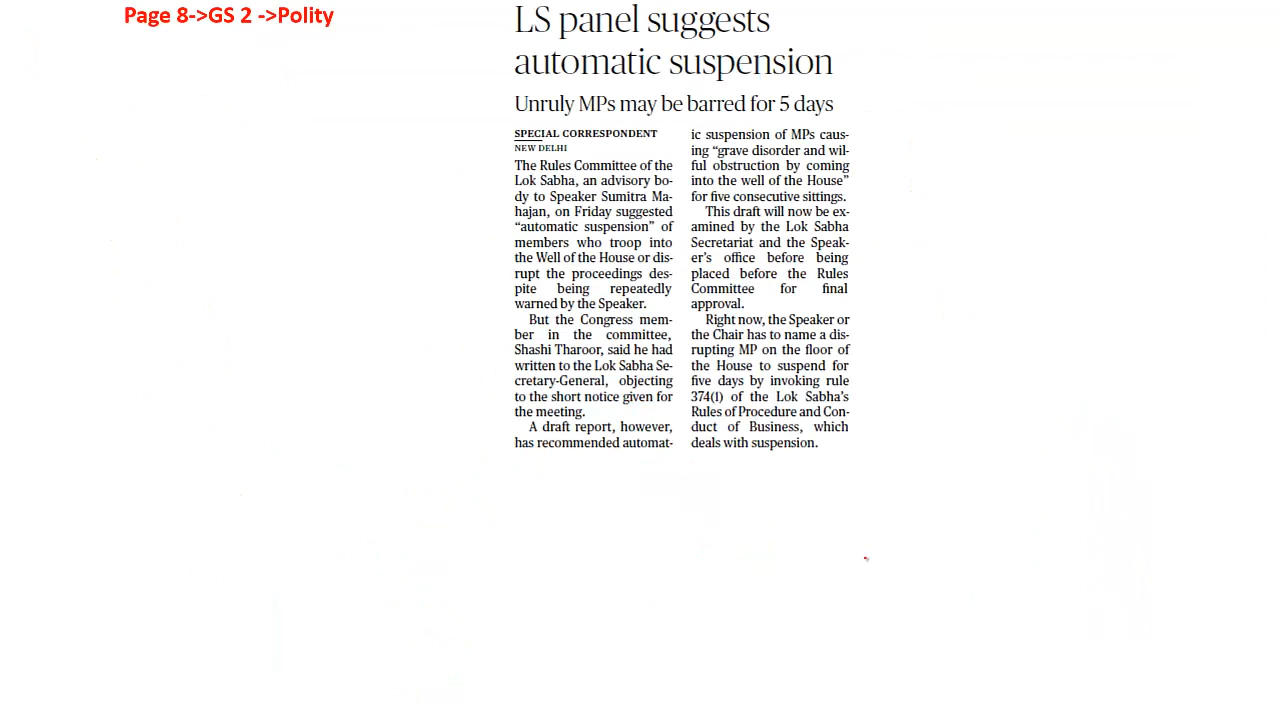 Page 8->GS 2 ->Polity
LS panel suggests
automatic suspension
Unruly MPs may be barred for 5 days
SPECIAL CORRESPONDENT
NEW DELHI
The Rules Committee of the
Lok Sabha, an advisory bo-
dy to Speaker Sumitra Ma-
hajan, on Friday suggested
“automatic suspension” of
members who troop into
the Well of the House or dis-
rupt the proceedings des-
pite being repeatedly
warned by the Speaker.
But the Congress mem-
ber in the committee,
Shashi Tharoor, said he had
written to the Lok Sabha Se-
cretary-General, objecting
to the short notice given for
the meeting.
A draft report, however,
has recommended automat-
ic suspension of MPs caus-
ing “grave disorder and wil-
ful obstruction by coming
into the well of the House”
for five consecutive sittings.
This draft will now be ex-
amined by the Lok Sabha
Secretariat and the Speak-
er’s office before being
placed before the Rules
Committee for final
approval.
Right now, the Speaker or
the Chair has to name a dis-
rupting MP on the floor of
the House to suspend for
five days by invoking rule
374(1) of the Lok Sabha’s
Rules of Procedure and Con-
duct of Business, which
deals with suspension.